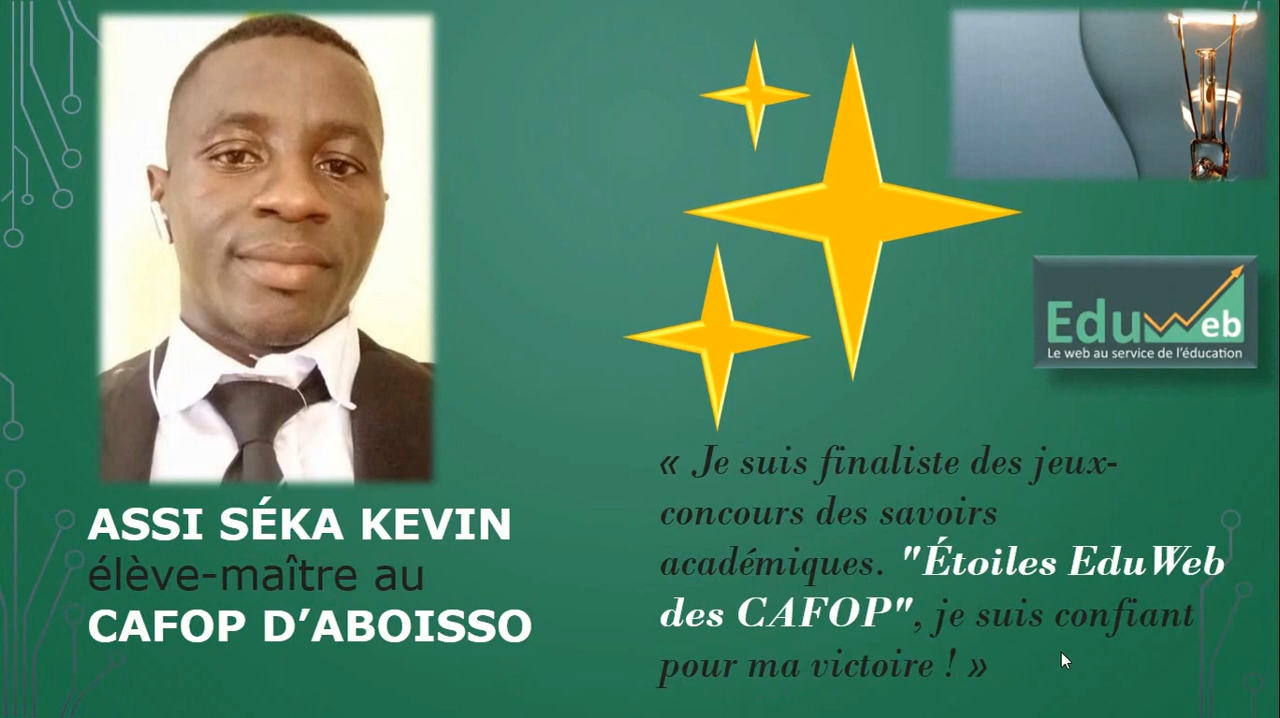 ASSI SÉKA KEVIN
élève-maître au
CAFOP D’ABOISSO
EduWeb
Le web au service de l’éducation
« Je suis finaliste des jeux-
concours des savoirs
académiques. "Étoiles EduWeb
des CAFOP", je suis confiant
pour ma victoire ! »